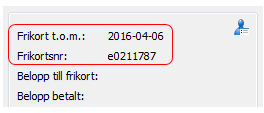 Frikort t.o.m.: 2016-04-06
Frikortsnr: e0211787
Belopp till frikort:
Belopp betalt: